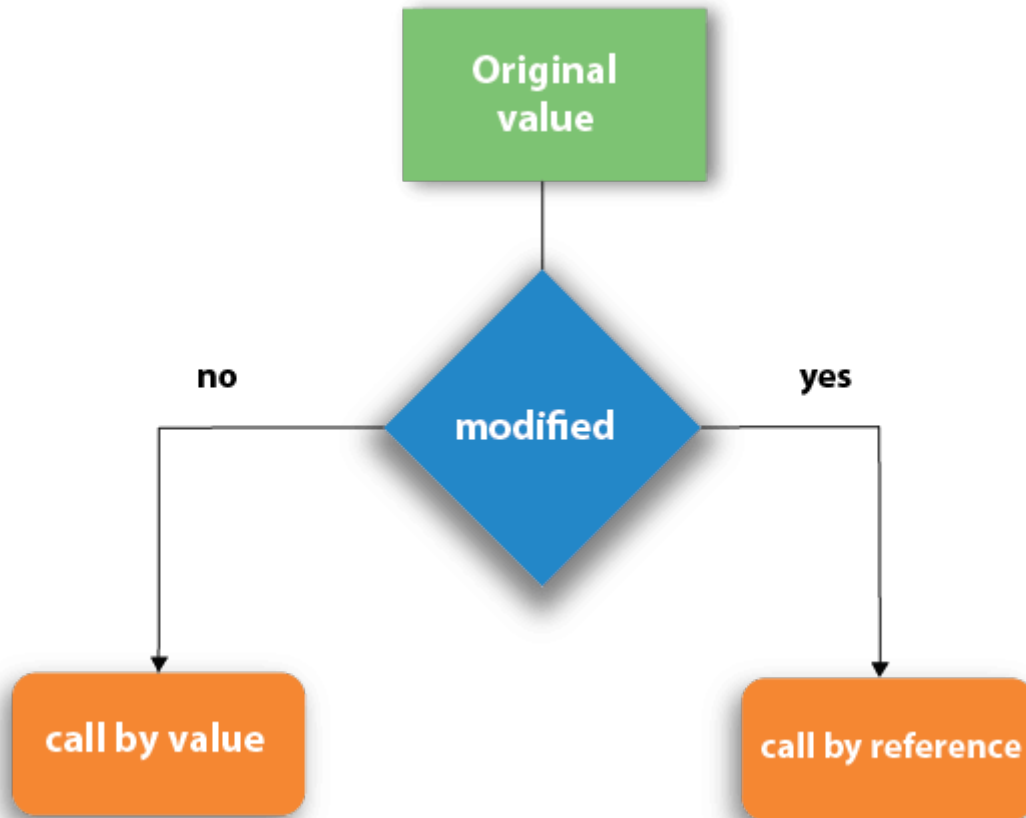 Original
value
no
yes
modified
call by value
call by reference